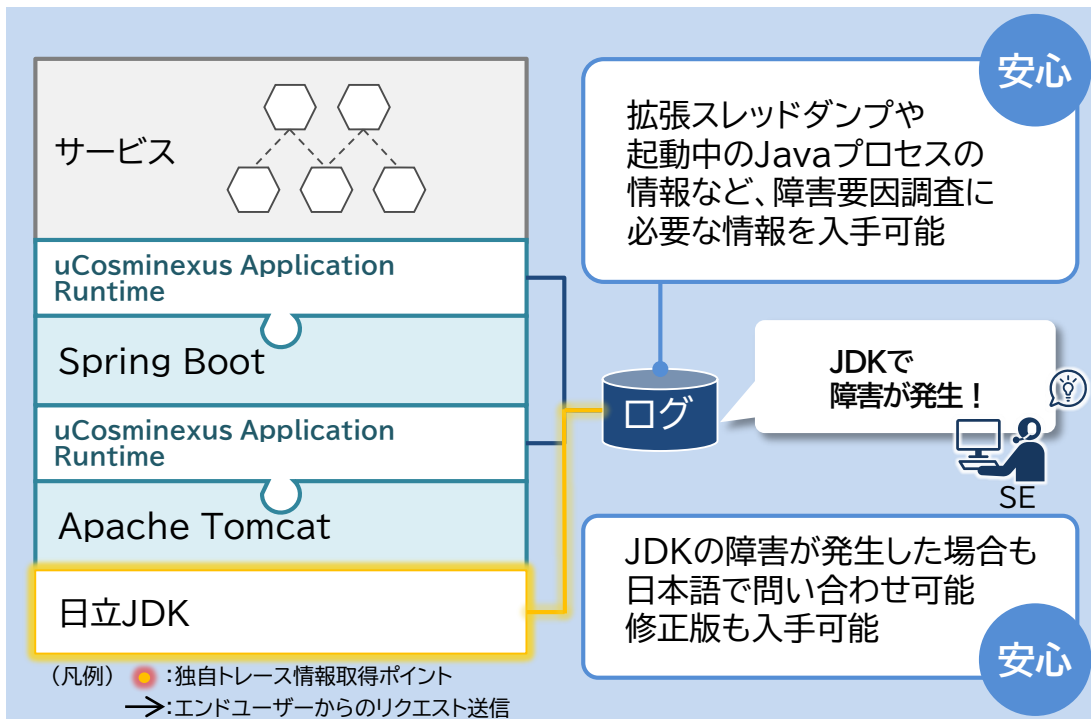 サービス
uCosminexus Application
Runtime
Spring Boot
uCosminexus Application
Runtime
Apache Tomcat
日立JDK
(凡例) :独自トレース情報取得ポイント
:エンドユーザーからのリクエスト送信
安心
拡張スレッドダンプや
起動中のJavaプロセスの
情報など、障害要因調査に
必要な情報を入手可能
ログ
JDKで
障害が発生!
SE
JDKの障害が発生した場合も
日本語で問い合わせ可能
修正版も入手可能
安心